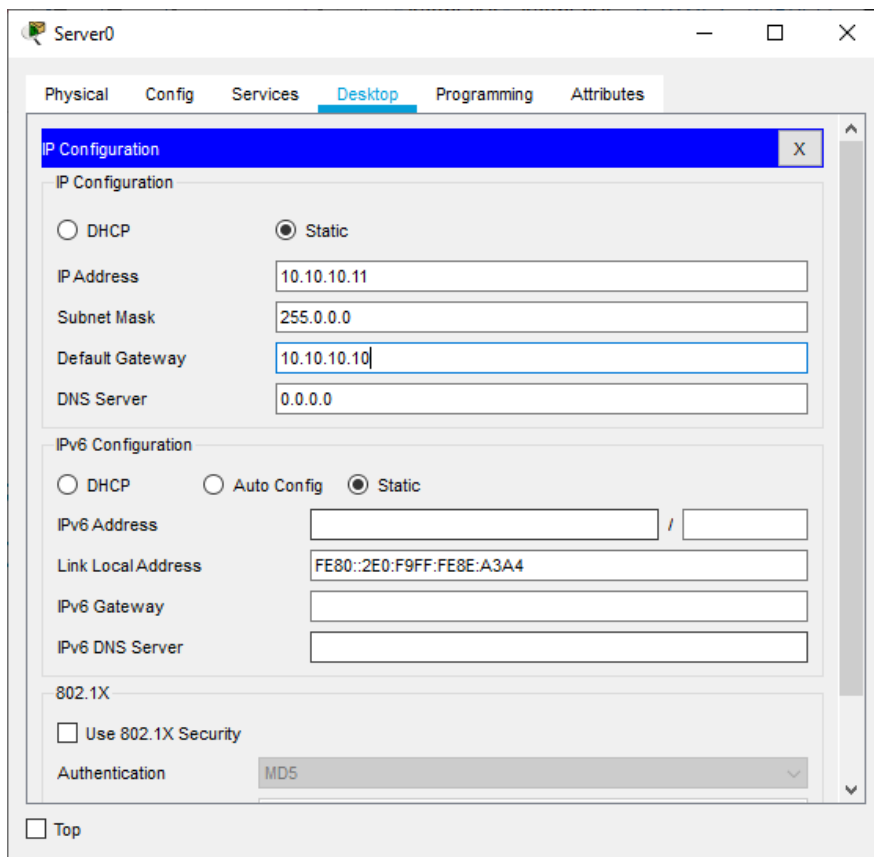 Server0
Physical Config Services Desktop Programming Attributes
IP Configuration X
IP Configuration
DHCP Static
IP Address 10.10.10.11
Subnet Mask 255.0.0.0
Default Gateway 10.10.10.10
DNS Server 0.0.0.0
IPv6 Configuration
DHCP Auto Config Static
IPv6 Address /
Link Local Address FE80::2E0:F9FF:FE8E:A3A4
IPv6 Gateway
IPv6 DNS Server
802.1X
Use 802.1X Security
Authentication MD5
Top